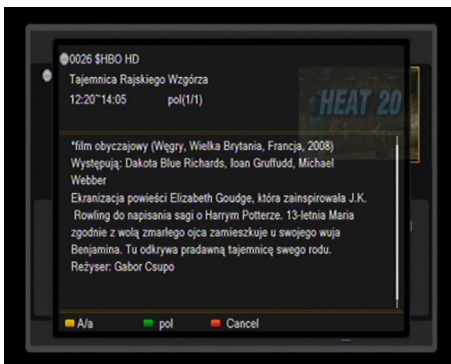 0026 $HBO HD
Tajemnica Rajskiego Wzgórza
12:20~14:05 pol(1/1)
HEAT 20
*film obyczajowy (Węgry, Wielka Brytania, Francja, 2008)
Występują: Dakota Blue Richards, Ioan Gruffudd, Michael
Webber
Ekranizacja powieści Elizabeth Goudge, która zainspirowała J.K.
Rowling do napisania sagi o Harrym Potterze. 13-letnia Maria
zgodnie z wolą zmarłego ojca zamieszkuje u swojego wuja
Benjamina. Tu odkrywa pradawną tajemnicę swego rodu.
Reżyser: Gabor Csupo
A/a pol Cancel